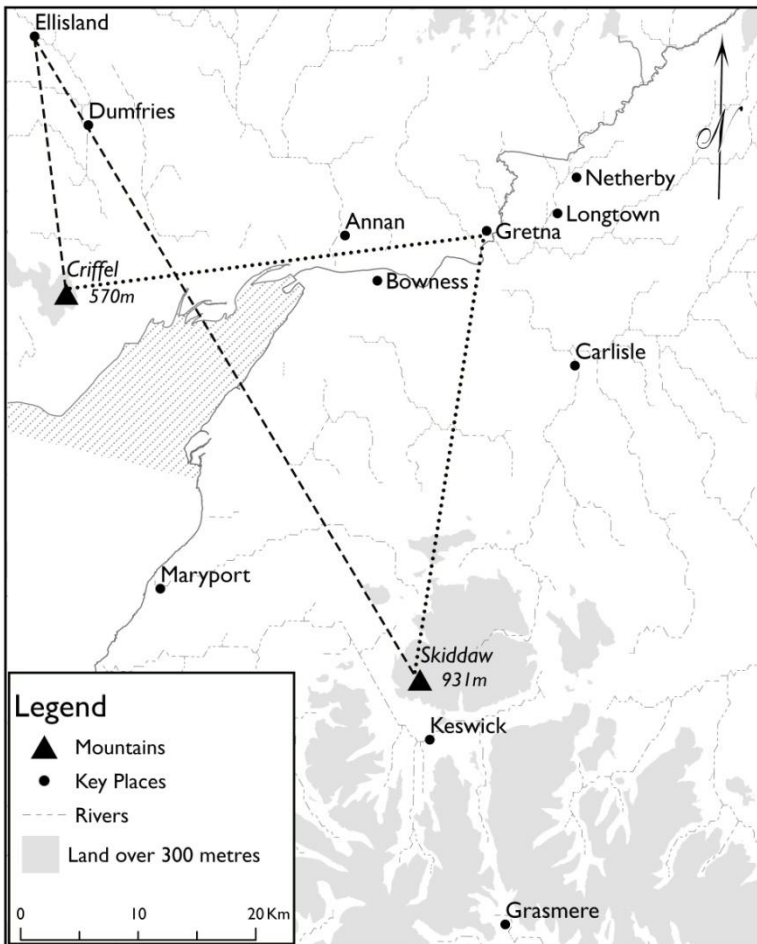 Ellisland
Dumfries
N
Netherby
Longtown
Annan
Gretna
Criffel
570m
Bowness
Carlisle
Maryport
Skiddaw
931m
Keswick
Legend
Mountains
Key Places
Rivers
Land over 300 metres
0 10 20 Km
Grasmere